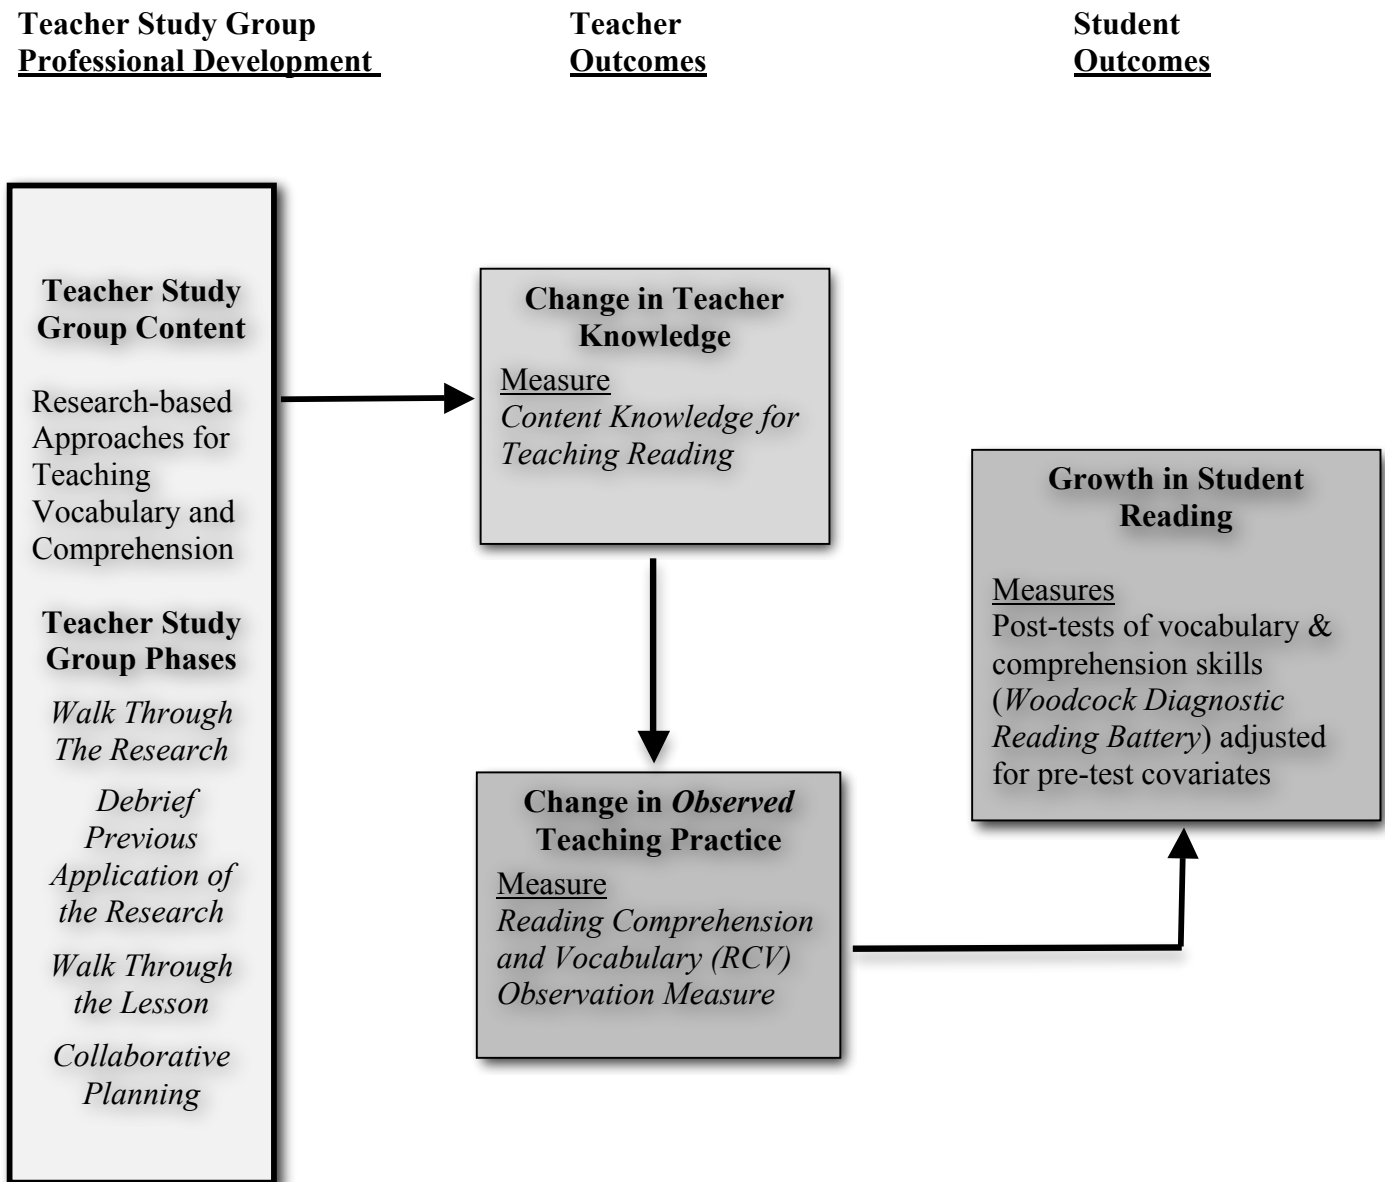 Teacher Study Group
Professional Development
Teacher
Outcomes
Student
Outcomes
Teacher Study
Group Content
Research-based
Approaches for
Teaching
Vocabulary and
Comprehension
Teacher Study
Group Phases
Walk Through
The Research
Debrief
Previous
Application of
the Research
Walk Through
the Lesson
Collaborative
Planning
Change in Teacher
Knowledge
Measure
Content Knowledge for
Teaching Reading
Change in Observed
Teaching Practice
Measure
Reading Comprehension
and Vocabulary (RCV)
Observation Measure
Growth in Student
Reading
Measures
Post-tests of vocabulary &
comprehension skills
(Woodcock Diagnostic
Reading Battery) adjusted
for pre-test covariates